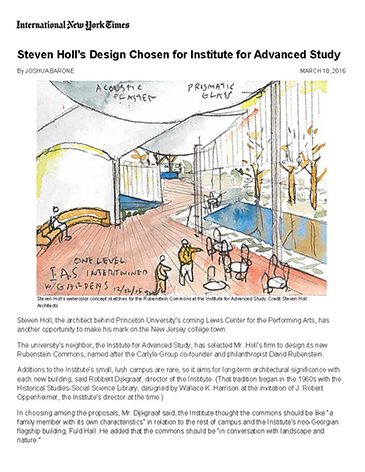 International New York Times
Steven Holl's Design Chosen for Institute for Advanced Study
By JOSHUA BARONE MARCH 18, 2016
ACOUSTIC PRISMATIC
PLASTER GLASS
ONE LEVEL
IAS INTERTWINED
W/ GARDENS 12/12/15
Steven Holl's watercolor concept sketches for the Rubenstein Commons at the Institute for Advanced Study. Credit Steven Holl
Architects
Steven Holl, the architect behind Princeton University's coming Lewis Center for the Performing Arts, has
another opportunity to make his mark on the New Jersey college town.
The university's neighbor, the Institute for Advanced Study, has selected Mr. Holl's firm to design its new
Rubenstein Commons, named after the Carlyle Group co-founder and philanthropist David Rubenstein.
Additions to the Institute's small, lush campus are rare, so it aims for long-term architectural significance with
each new building, said Robbert Dijkgraaf, director of the Institute. (That tradition began in the 1960s with the
Historical Studies-Social Science Library, designed by Wallace K. Harrison at the invitation of J. Robert
Oppenheimer, the Institute's director at the time.)
In choosing among the proposals, Mr. Dijkgraaf said, the Institute thought the commons should be like "a
family member with its own characteristics" in relation to the rest of campus and the Institute's neo-Georgian
flagship building, Fuld Hall. He added that the commons should be "in conversation with landscape and
nature."